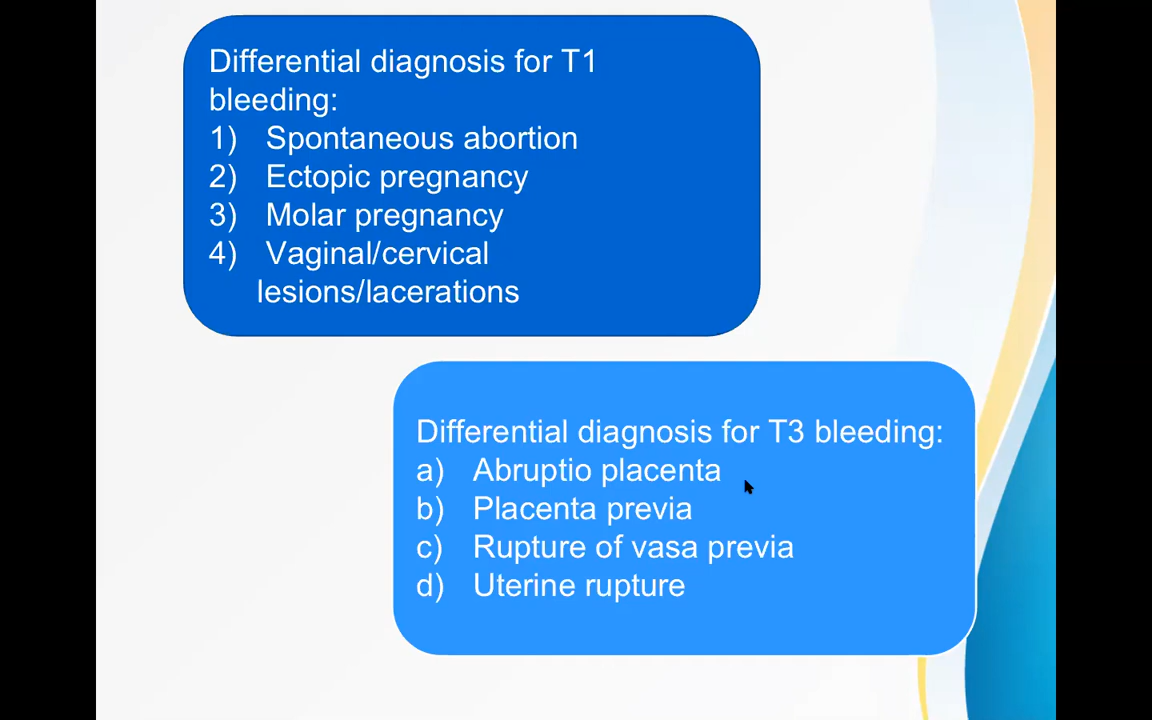 Differential diagnosis for T1
bleeding:
1) Spontaneous abortion
2) Ectopic pregnancy
3) Molar pregnancy
4) Vaginal/cervical
lesions/lacerations
Differential diagnosis for T3 bleeding:
a) Abruptio placenta
b) Placenta previa
c) Rupture of vasa previa
d) Uterine rupture